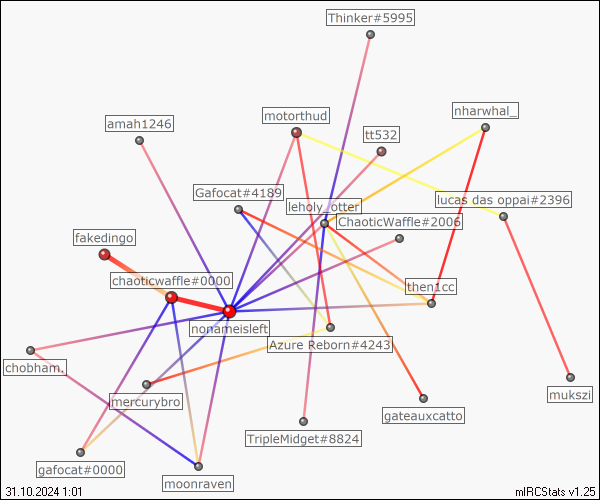 Thinker#5995
amah1246
motorthud
nharwhal_
tt532
Gafocat#4189
leholy_otter
lucas das oppai#2396
ChaoticWaffle#2006
fakedingo
chaoticwaffle#0000
then1cc
nonameisleft
Azure Reborn#4243
chobham.
mercurybro
mukszi
gateauxcatto
TripleMidget#8824
gafocat#0000
moonraven
31.10.2024 1:01
mIRCStats v1.25